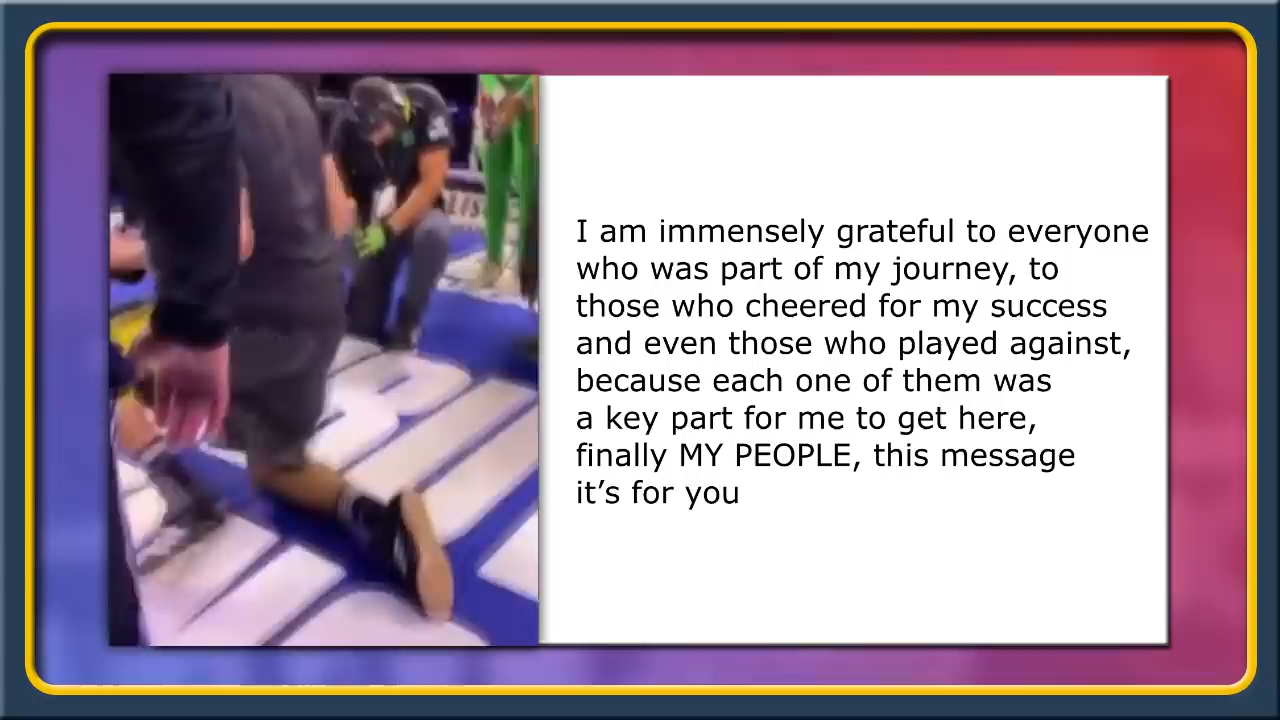 I am immensely grateful to everyone
who was part of my journey, to
those who cheered for my success
and even those who played against,
because each one of them was
a key part for me to get here,
finally MY PEOPLE, this message
it’s for you